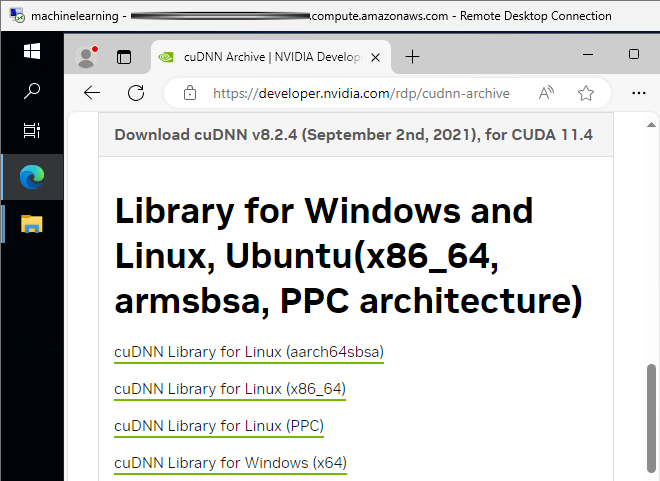 machinelearning - .compute.amazonaws.com - Remote Desktop Connection
cuDNN Archive | NVIDIA Develop
https://developer.nvidia.com/rdp/cudnn-archive
Download cuDNN v8.2.4 (September 2nd, 2021), for CUDA 11.4
Library for Windows and
Linux, Ubuntu(x86_64,
armsbsa, PPC architecture)
cuDNN Library for Linux (aarch64sbsa)
cuDNN Library for Linux (x86_64)
cuDNN Library for Linux (PPC)
cuDNN Library for Windows (x64)